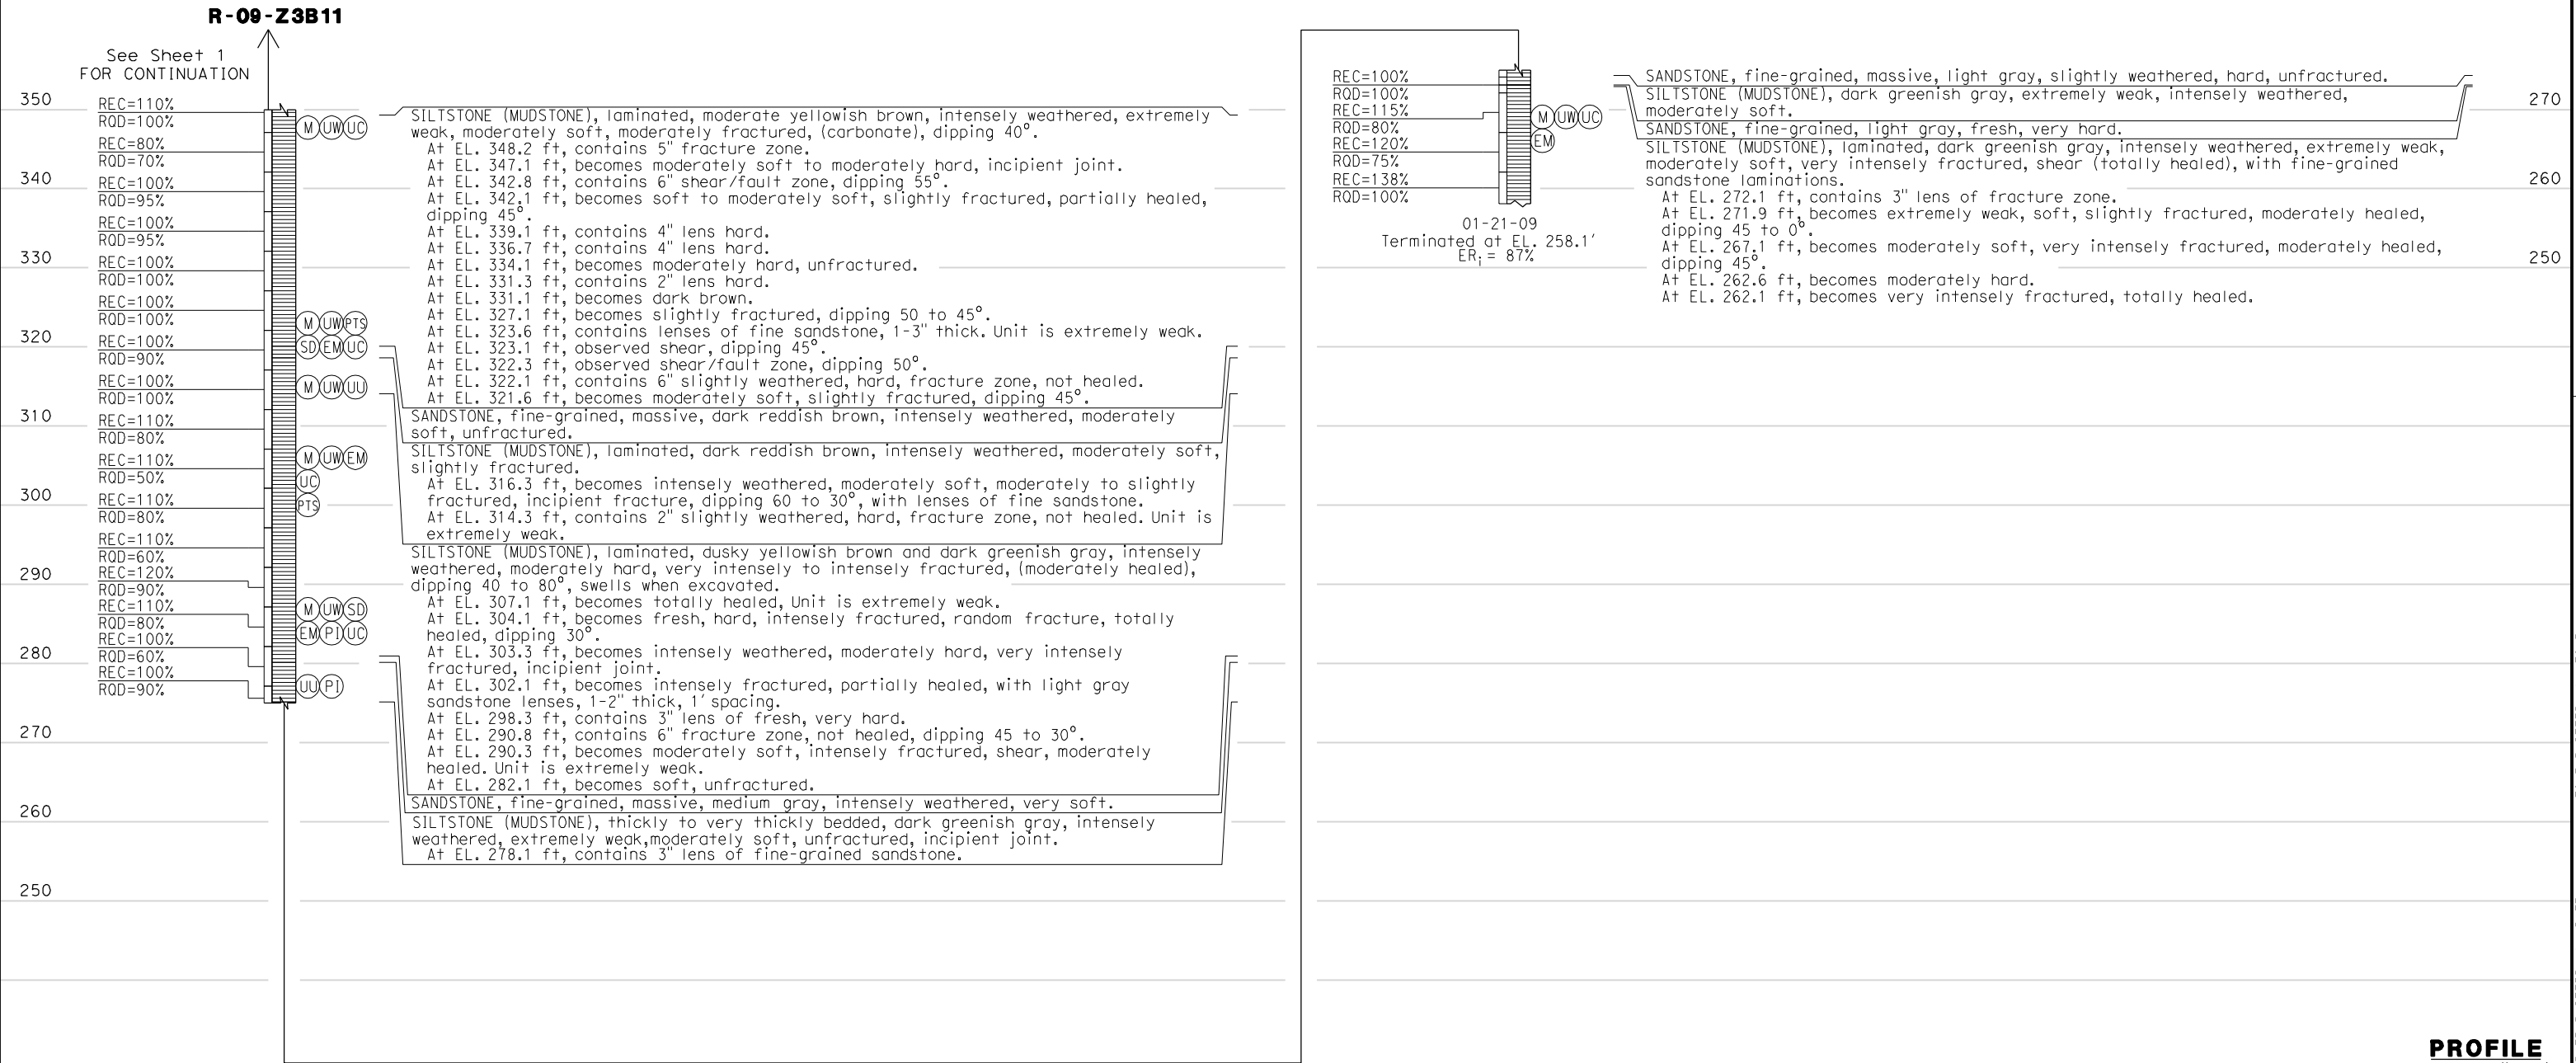 R-09-Z3B11
See Sheet 1
FOR CONTINUATION
350
340
330
320
310
300
290
280
270
260
250
REC=110%
RQD=100%
REC=80%
RQD=70%
REC=100%
RQD=95%
REC=100%
RQD=95%
REC=100%
RQD=100%
REC=100%
RQD=100%
REC=100%
RQD=90%
REC=100%
RQD=100%
REC=110%
RQD=80%
REC=110%
RQD=50%
REC=110%
RQD=80%
REC=110%
RQD=60%
REC=120%
RQD=90%
REC=110%
RQD=80%
REC=100%
RQD=60%
REC=100%
RQD=90%
M UW UC
M UW PTS
SD EM UC
M UW UU
M UW EM
UC
PTS
M UW SD
EM PI UC
UU PI
SILTSTONE (MUDSTONE), laminated, moderate yellowish brown, intensely weathered, extremely
weak, moderately soft, moderately fractured, (carbonate), dipping 40°.
At EL. 348.2 ft, contains 5" fracture zone.
At EL. 347.1 ft, becomes moderately soft to moderately hard, incipient joint.
At EL. 342.8 ft, contains 6" shear/fault zone, dipping 55°.
At EL. 342.1 ft, becomes soft to moderately soft, slightly fractured, partially healed,
dipping 45°.
At EL. 339.1 ft, contains 4" lens hard.
At EL. 336.7 ft, contains 4" lens hard.
At EL. 334.1 ft, becomes moderately hard, unfractured.
At EL. 331.3 ft, contains 2" lens hard.
At EL. 331.1 ft, becomes dark brown.
At EL. 327.1 ft, becomes slightly fractured, dipping 50 to 45°.
At EL. 323.6 ft, contains lenses of fine sandstone, 1-3" thick. Unit is extremely weak.
At EL. 323.1 ft, observed shear, dipping 45°.
At EL. 322.3 ft, observed shear/fault zone, dipping 50°.
At EL. 322.1 ft, contains 6" slightly weathered, hard, fracture zone, not healed.
At EL. 321.6 ft, becomes moderately soft, slightly fractured, dipping 45°.
SANDSTONE, fine-grained, massive, dark reddish brown, intensely weathered, moderately
soft, unfractured.
SILTSTONE (MUDSTONE), laminated, dark reddish brown, intensely weathered, moderately soft,
slightly fractured.
At EL. 316.3 ft, becomes intensely weathered, moderately soft, moderately to slightly
fractured, incipient fracture, dipping 60 to 30°, with lenses of fine sandstone.
At EL. 314.3 ft, contains 2" slightly weathered, hard, fracture zone, not healed. Unit is
extremely weak.
SILTSTONE (MUDSTONE), laminated, dusky yellowish brown and dark greenish gray, intensely
weathered, moderately hard, very intensely to intensely fractured, (moderately healed),
dipping 40 to 80°, swells when excavated.
At EL. 307.1 ft, becomes totally healed, Unit is extremely weak.
At EL. 304.1 ft, becomes fresh, hard, intensely fractured, random fracture, totally
healed, dipping 30°.
At EL. 303.3 ft, becomes intensely weathered, moderately hard, very intensely
fractured, incipient joint.
At EL. 302.1 ft, becomes intensely fractured, partially healed, with light gray
sandstone lenses, 1-2" thick, 1' spacing.
At EL. 298.3 ft, contains 3" lens of fresh, very hard.
At EL. 290.8 ft, contains 6" fracture zone, not healed, dipping 45 to 30°.
At EL. 290.3 ft, becomes moderately soft, intensely fractured, shear, moderately
healed. Unit is extremely weak.
At EL. 282.1 ft, becomes soft, unfractured.
SANDSTONE, fine-grained, massive, medium gray, intensely weathered, very soft.
SILTSTONE (MUDSTONE), thickly to very thickly bedded, dark greenish gray, intensely
weathered, extremely weak,moderately soft, unfractured, incipient joint.
At EL. 278.1 ft, contains 3" lens of fine-grained sandstone.
REC=100%
RQD=100%
REC=115%
RQD=80%
REC=120%
RQD=75%
REC=138%
RQD=100%
M UW UC
EM
01-21-09
Terminated at EL. 258.1'
ERi = 87%
SANDSTONE, fine-grained, massive, light gray, slightly weathered, hard, unfractured.
SILTSTONE (MUDSTONE), dark greenish gray, extremely weak, intensely weathered,
moderately soft.
SANDSTONE, fine-grained, light gray, fresh, very hard.
SILTSTONE (MUDSTONE), laminated, dark greenish gray, intensely weathered, extremely weak,
moderately soft, very intensely fractured, shear (totally healed), with fine-grained
sandstone laminations.
At EL. 272.1 ft, contains 3" lens of fracture zone.
At EL. 271.9 ft, becomes extremely weak, soft, slightly fractured, moderately healed,
dipping 45 to 0°.
At EL. 267.1 ft, becomes moderately soft, very intensely fractured, moderately healed,
dipping 45°.
At EL. 262.6 ft, becomes moderately hard.
At EL. 262.1 ft, becomes very intensely fractured, totally healed.
270
260
250
PROFILE